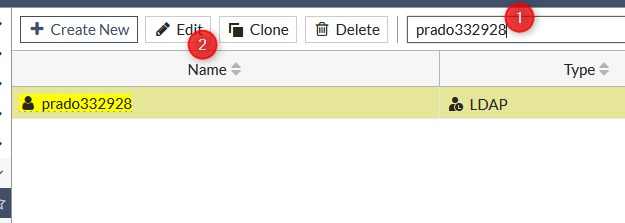 Create New Edit Clone Delete prado332928 1
2
Name Type
prado332928 LDAP